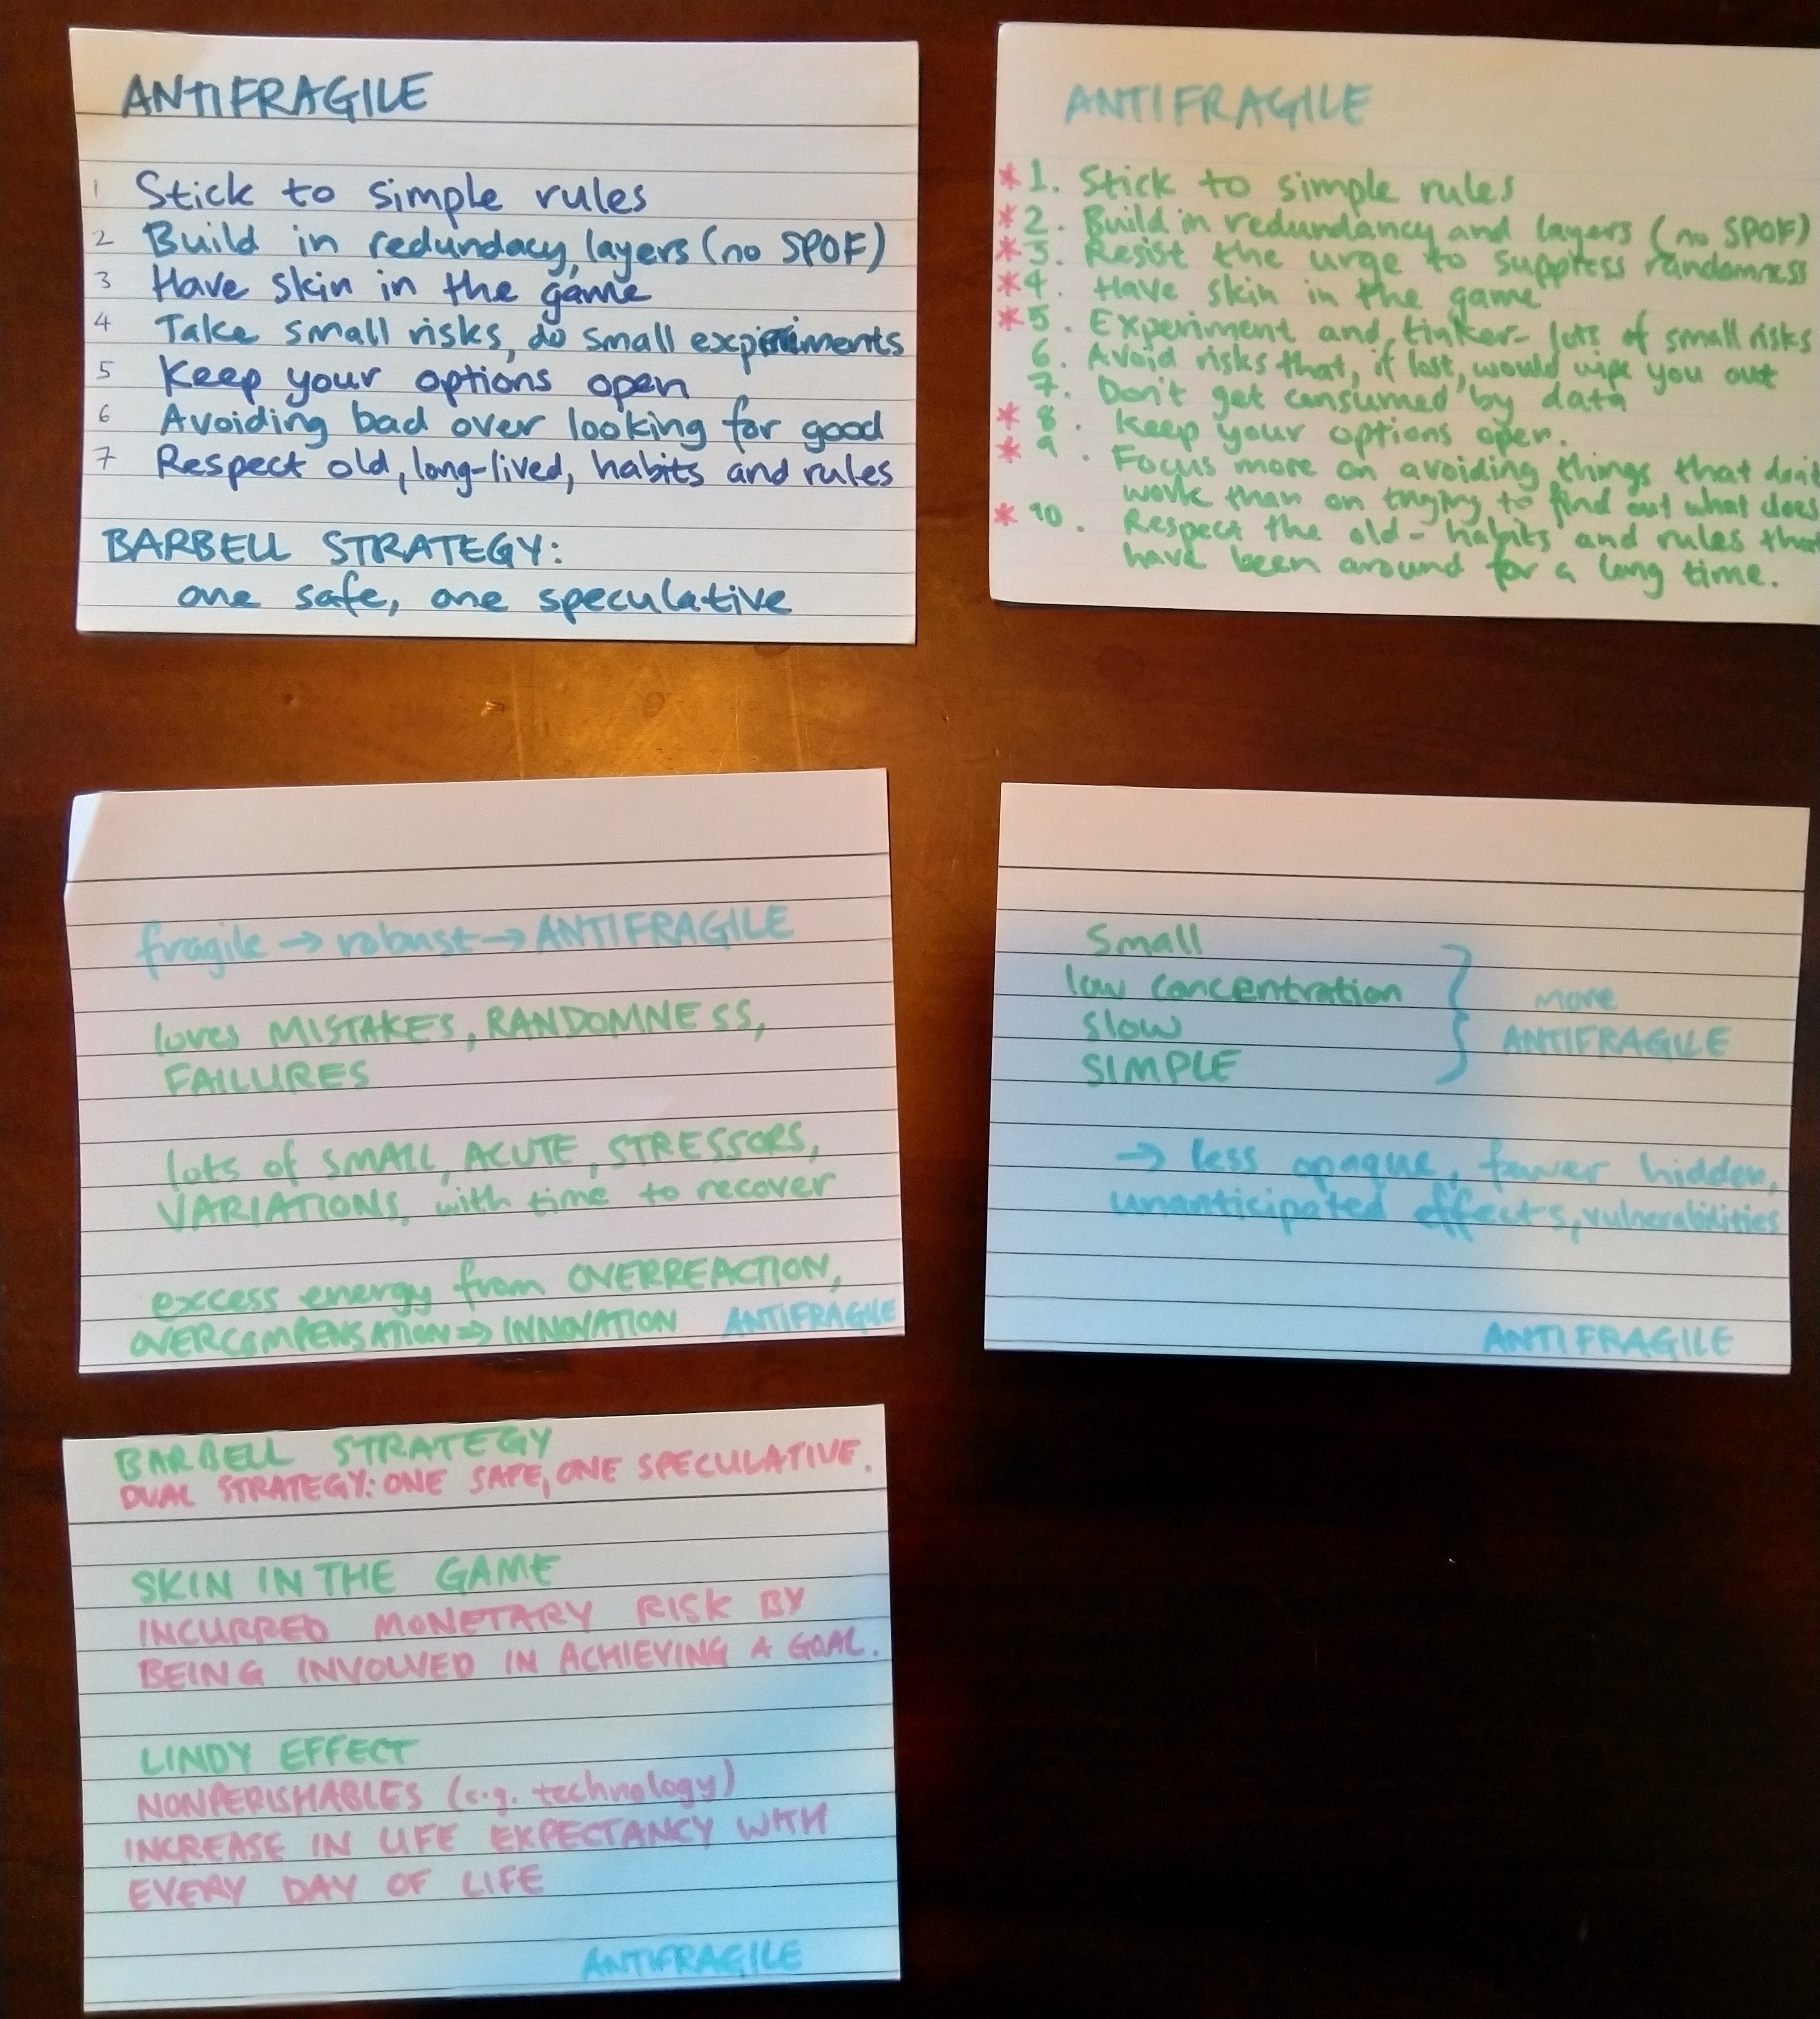 ANTIFRAGILE
1 Stick to simple rules
2 Build in redundacy, layers (no SPOF)
3 Have skin in the game
4 Take small risks, do small experiments
5 Keep your options open
6 Avoiding bad over looking for good
7 Respect old, long-lived, habits and rules
BARBELL STRATEGY:
one safe, one speculative
ANTIFRAGILE
* 1. Stick to simple rules
* 2. Build in redundancy and layers (no SPOF)
* 3. Resist the urge to suppress randomness
* 4. Have skin in the game
* 5. Experiment and tinker - lots of small risks
6. Avoid risks that, if lost, would wipe you out
7. Don't get consumed by data
* 8. Keep your options open.
* 9. Focus more on avoiding things that don't
work than on trying to find out what does
* 10. Respect the old - habits and rules that
have been around for a long time.
fragile → robust → ANTIFRAGILE
loves MISTAKES, RANDOMNESS,
FAILURES
lots of SMALL, ACUTE, STRESSORS,
VARIATIONS, with time to recover
excess energy from OVERREACTION,
OVERCOMPENSATION ⇒ INNOVATION ANTIFRAGILE
Small
low concentration
slow
SIMPLE
more
ANTIFRAGILE
→ less opaque, fewer hidden,
unanticipated effects, vulnerabilities
ANTIFRAGILE
BARBELL STRATEGY
DUAL STRATEGY: ONE SAFE, ONE SPECULATIVE.
SKIN IN THE GAME
INCURRED MONETARY RISK BY
BEING INVOLVED IN ACHIEVING A GOAL.
LINDY EFFECT
NONPERISHABLES (e.g. technology)
INCREASE IN LIFE EXPECTANCY WITH
EVERY DAY OF LIFE
ANTIFRAGILE